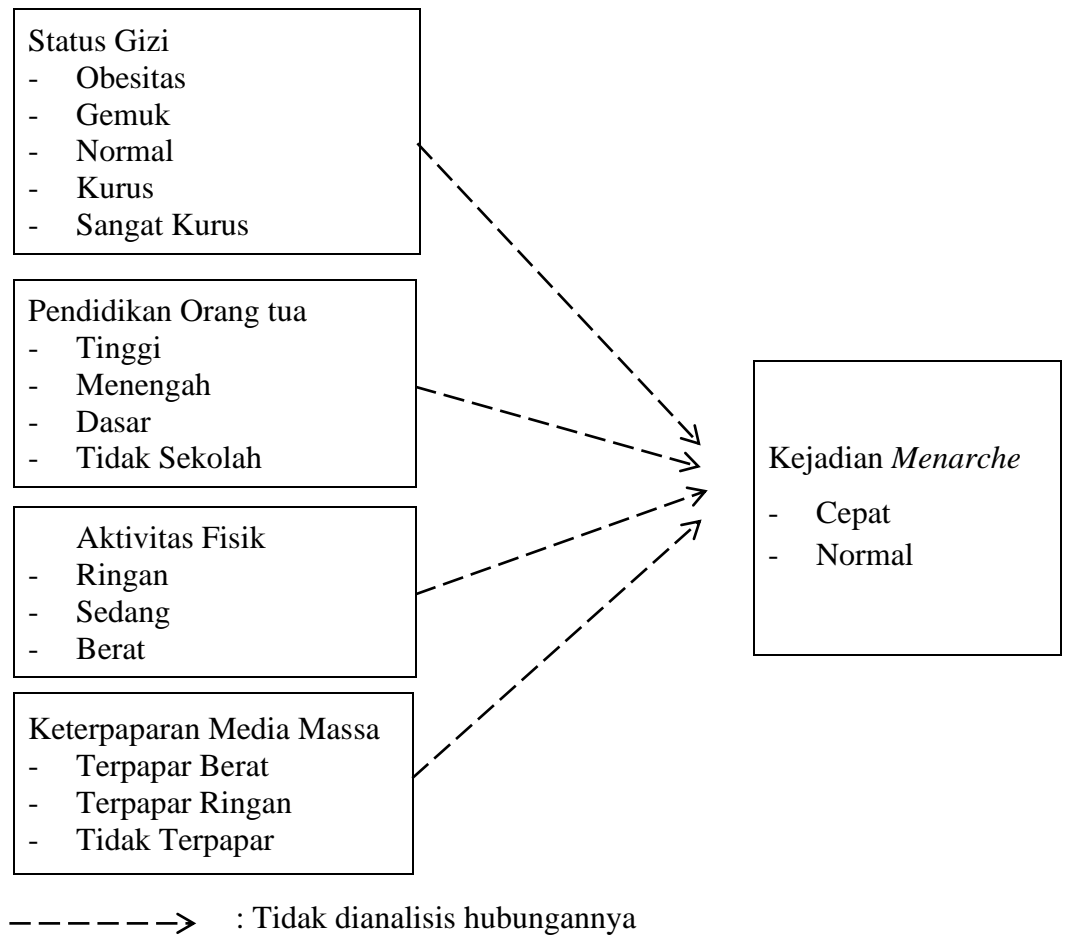 Status Gizi
- Obesitas
- Gemuk
- Normal
- Kurus
- Sangat Kurus
Pendidikan Orang tua
- Tinggi
- Menengah
- Dasar
- Tidak Sekolah
Aktivitas Fisik
- Ringan
- Sedang
- Berat
Keterpaparan Media Massa
- Terpapar Berat
- Terpapar Ringan
- Tidak Terpapar
Kejadian Menarche
- Cepat
- Normal
: Tidak dianalisis hubungannya